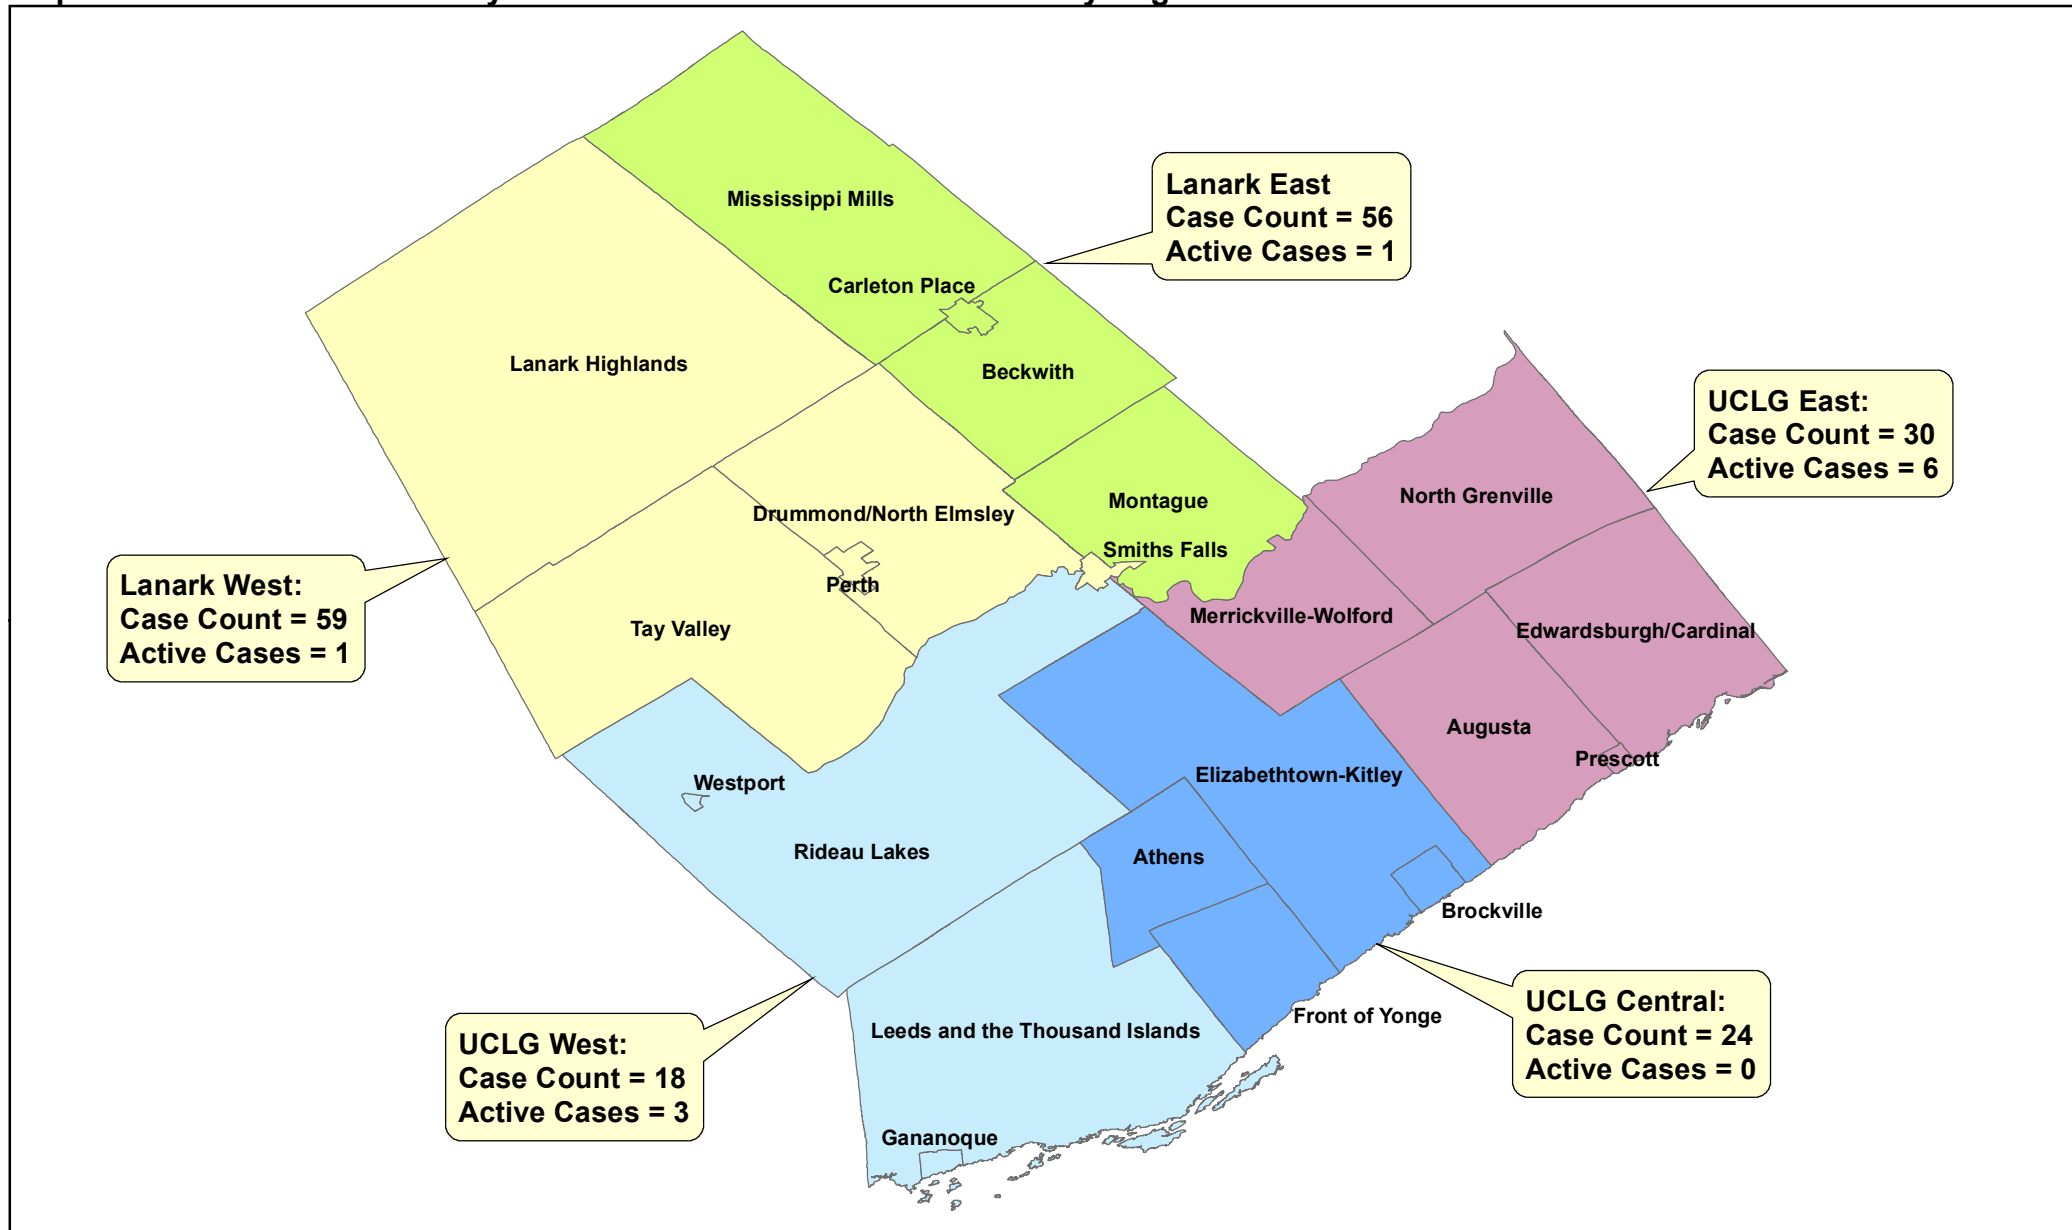 Mississippi Mills
Lanark East
Case Count = 56
Active Cases = 1
Carleton Place
Lanark Highlands
Beckwith
UCLG East:
Case Count = 30
Active Cases = 6
North Grenville
Montague
Drummond/North Elmsley
Smiths Falls
Perth
Lanark West:
Case Count = 59
Active Cases = 1
Tay Valley
Merrickville-Wolford
Edwardsburgh/Cardinal
Augusta
Prescott
Elizabethtown-Kitley
Westport
Rideau Lakes
Athens
Brockville
UCLG Central:
Case Count = 24
Active Cases = 0
Front of Yonge
Leeds and the Thousand Islands
UCLG West:
Case Count = 18
Active Cases = 3
Gananoque